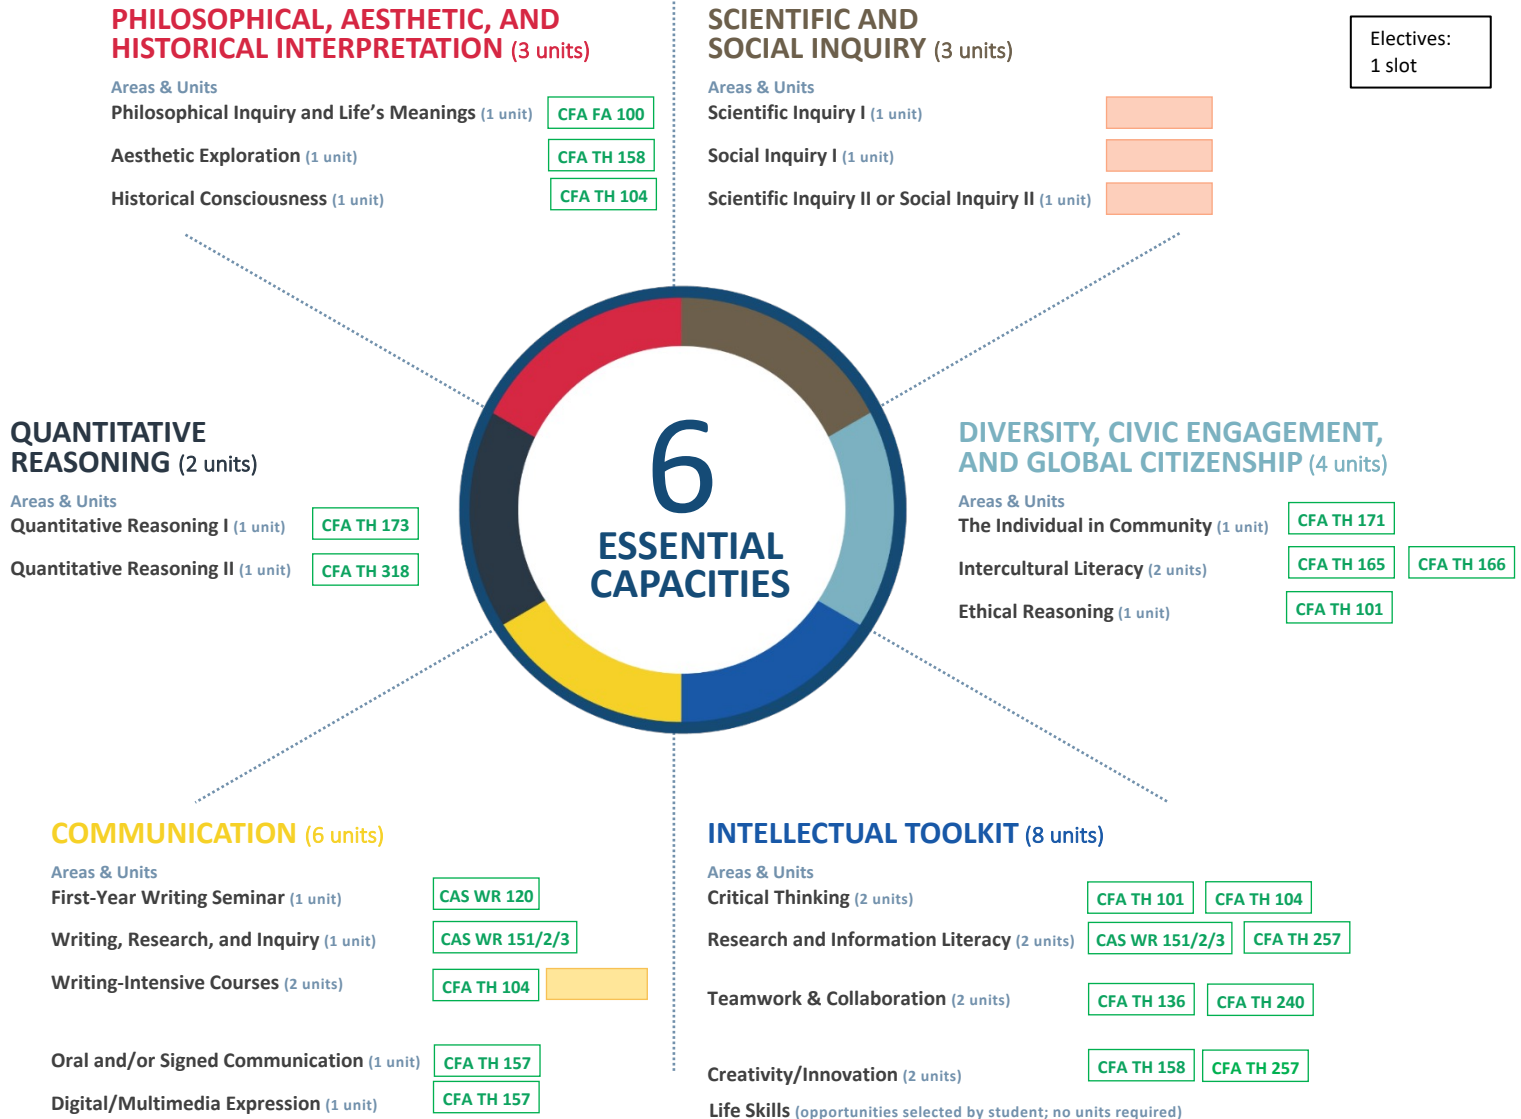 PHILOSOPHICAL, AESTHETIC, AND
HISTORICAL INTERPRETATION (3 units)
Areas & Units
Philosophical Inquiry and Life's Meanings (1 unit) CFA FA 100
Aesthetic Exploration (1 unit) CFA TH 158
Historical Consciousness (1 unit) CFA TH 104
SCIENTIFIC AND
SOCIAL INQUIRY (3 units)
Areas & Units
Scientific Inquiry I (1 unit)
Social Inquiry I (1 unit)
Scientific Inquiry II or Social Inquiry II (1 unit)
Electives:
1 slot
QUANTITATIVE
REASONING (2 units)
Areas & Units
Quantitative Reasoning I (1 unit) CFA TH 173
Quantitative Reasoning II (1 unit) CFA TH 318
6
ESSENTIAL
CAPACITIES
DIVERSITY, CIVIC ENGAGEMENT,
AND GLOBAL CITIZENSHIP (4 units)
Areas & Units
The Individual in Community (1 unit) CFA TH 171
Intercultural Literacy (2 units) CFA TH 165 CFA TH 166
Ethical Reasoning (1 unit) CFA TH 101
COMMUNICATION (6 units)
Areas & Units
First-Year Writing Seminar (1 unit) CAS WR 120
Writing, Research, and Inquiry (1 unit) CAS WR 151/2/3
Writing-Intensive Courses (2 units) CFA TH 104
Oral and/or Signed Communication (1 unit) CFA TH 157
Digital/Multimedia Expression (1 unit) CFA TH 157
INTELLECTUAL TOOLKIT (8 units)
Areas & Units
Critical Thinking (2 units) CFA TH 101 CFA TH 104
Research and Information Literacy (2 units) CAS WR 151/2/3 CFA TH 257
Teamwork & Collaboration (2 units) CFA TH 136 CFA TH 240
Creativity/Innovation (2 units) CFA TH 158 CFA TH 257
Life Skills (opportunities selected by student; no units required)